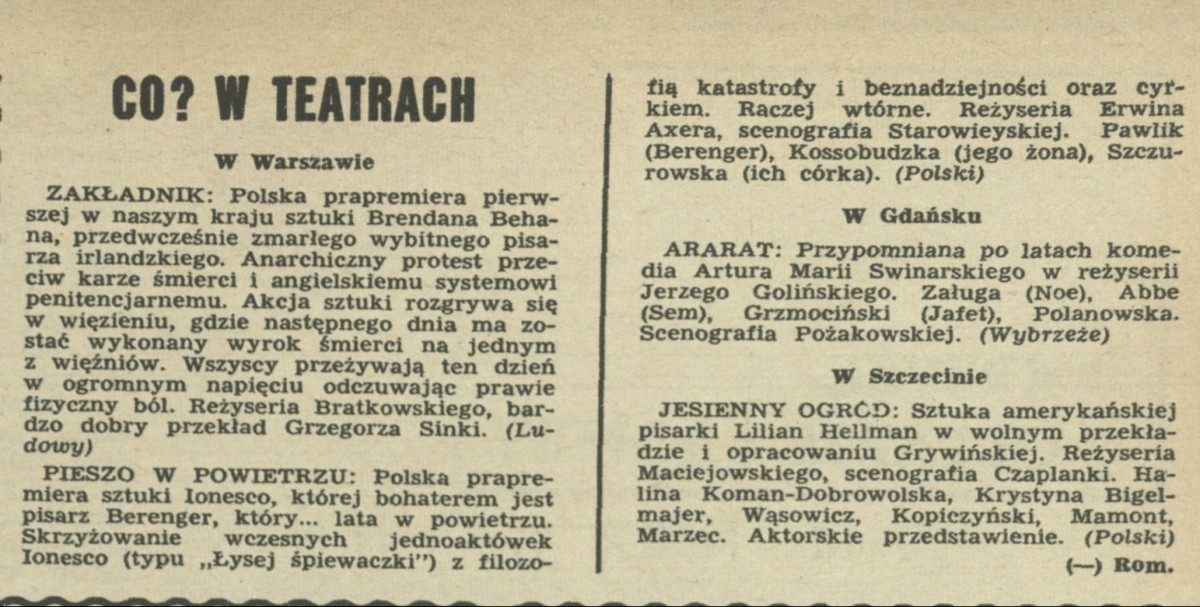 CO? W TEATRACH
W Warszawie
ZAKŁADNIK: Polska prapremiera pierw-
szej w naszym kraju sztuki Brendana Beha-
na, przedwcześnie zmarłego wybitnego pisa-
rza irlandzkiego. Anarchiczny protest prze-
ciw karze śmierci i angielskiemu systemowi
penitencjarnemu. Akcja sztuki rozgrywa się
w więzieniu, gdzie następnego dnia ma zo-
stać wykonany wyrok śmierci na jednym
z więźniów. Wszyscy przeżywają ten dzień
w ogromnym napięciu odczuwając prawie
fizyczny ból. Reżyseria Bratkowskiego, bar-
dzo dobry przekład Grzegorza Sinki. (Lu-
dowy)
PIESZO W POWIETRZU: Polska prapre-
miera sztuki Ionesco, której bohaterem jest
pisarz Berenger, który... lata w powietrzu.
Skrzyżowanie wczesnych jednoaktówek
Ionesco (typu „Łysej śpiewaczki") z filozo-
fią katastrofy i beznadziejności oraz cyr-
kiem. Raczej wtórne. Reżyseria Erwina
Axera, scenografia Starowieyskiej. Pawlik
(Berenger), Kossobudzka (jego żona), Szczu-
rowska (ich córka). (Polski)
W Gdańsku
ARARAT: Przypomniana po latach kome-
dia Artura Marii Swinarskiego w reżyserii
Jerzego Golińskiego. Załuga (Noe), Abbe
(Sem), Grzmociński (Jafet), Polanowska.
Scenografia Pożakowskiej. (Wybrzeże)
W Szczecinie
JESIENNY OGRÓD: Sztuka amerykańskiej
pisarki Lilian Hellman w wolnym przekła-
dzie i opracowaniu Grywińskiej. Reżyseria
Maciejowskiego, scenografia Czaplanki. Ha-
lina Koman-Dobrowolska, Krystyna Bigel-
majer, Wąsowicz, Kopiczyński, Mamont,
Marzec. Aktorskie przedstawienie. (Polski)
(—) Rom.